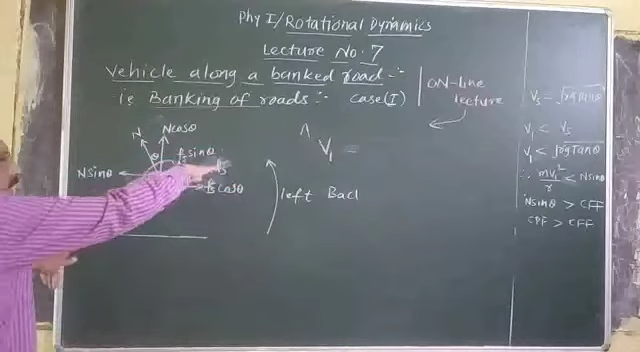 Phy I/Rotational Dynamics
Lecture No. 7
Vehicle along a banked road :-
ie Banking of roads :- case(I)
ON-line
lecture
N
Ncosθ
θ
fs sinθ
fs
Nsinθ
fs cosθ
V₁ =
left Bacl
Vs = √rg Tanθ
V₁ < Vs
V₁ < √rg Tanθ
∴ mv₁²/r < Nsinθ
Nsinθ > CFF
CPF > CFF